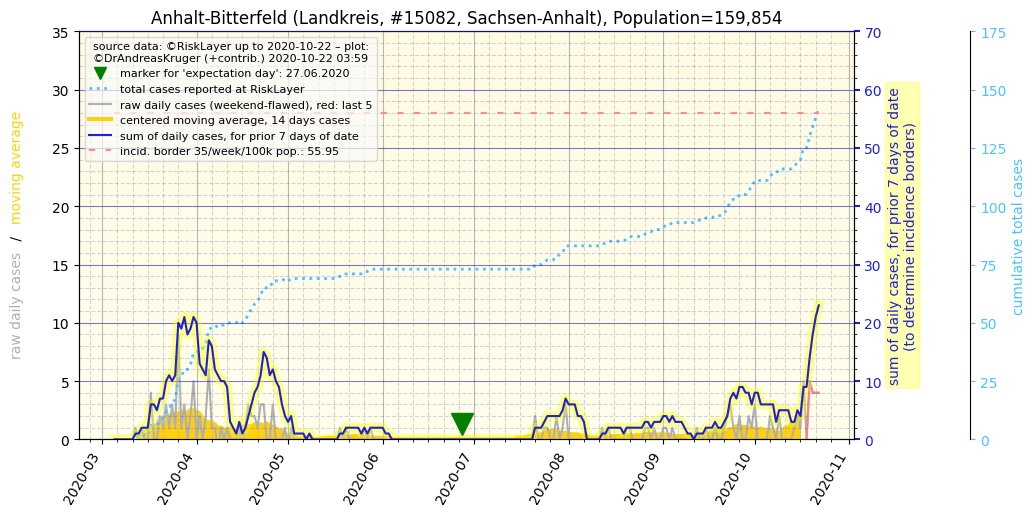 Anhalt-Bitterfeld (Landkreis, #15082, Sachsen-Anhalt), Population=159,854
source data: ©RiskLayer up to 2020-10-22 – plot:
©DrAndreasKruger (+contrib.) 2020-10-22 03:59
marker for 'expectation day': 27.06.2020
total cases reported at RiskLayer
raw daily cases (weekend-flawed), red: last 5
centered moving average, 14 days cases
sum of daily cases, for prior 7 days of date
incid. border 35/week/100k pop.: 55.95
raw daily cases / moving average
35
30
25
20
15
10
5
0
70
60
50
40
30
20
10
0
sum of daily cases, for prior 7 days of date
(to determine incidence borders)
175
150
125
100
75
50
25
0
cumulative total cases
2020-03
2020-04
2020-05
2020-06
2020-07
2020-08
2020-09
2020-10
2020-11